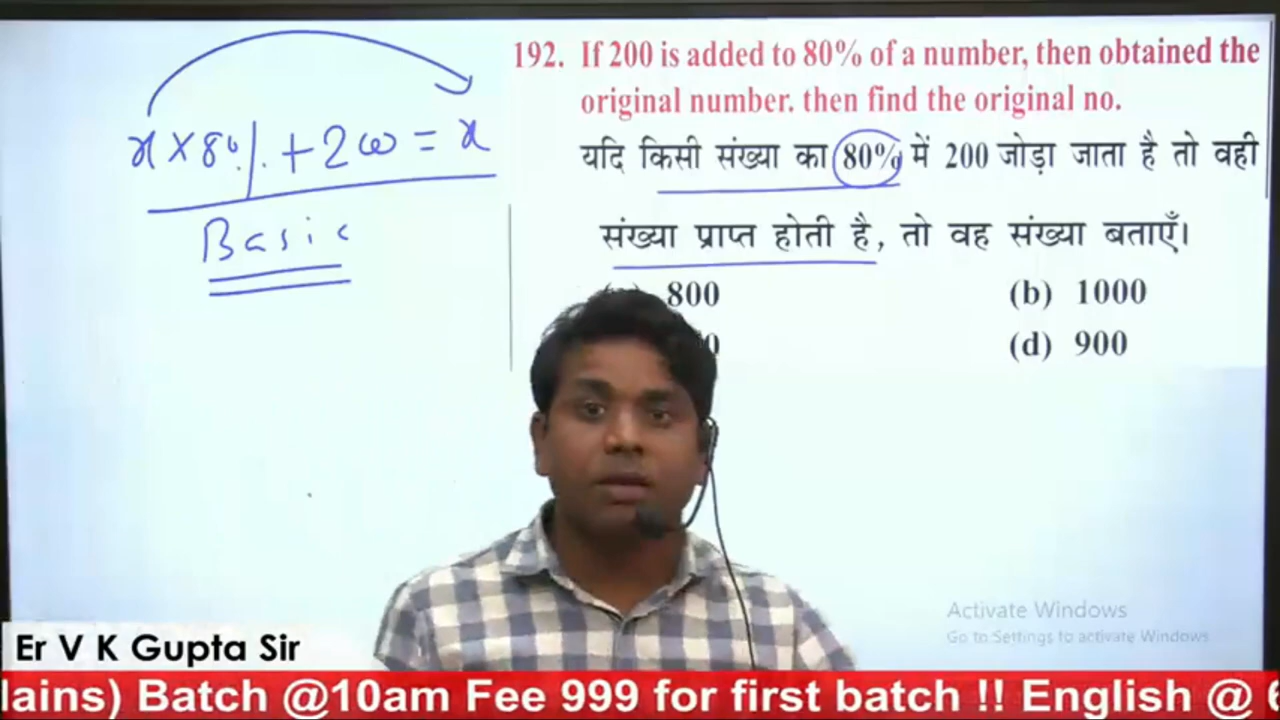 x × 80% + 200 = x
Basic
192. If 200 is added to 80% of a number, then obtained the
original number. then find the original no.
यदि किसी संख्या का 80% में 200 जोड़ा जाता है तो वही
संख्या प्राप्त होती है, तो वह संख्या बताएँ।
800
(b) 1000
(d) 900
Activate Windows
Go to Settings to activate Windows
Er V K Gupta Sir
lains) Batch @10am Fee 999 for first batch !! English @ 6